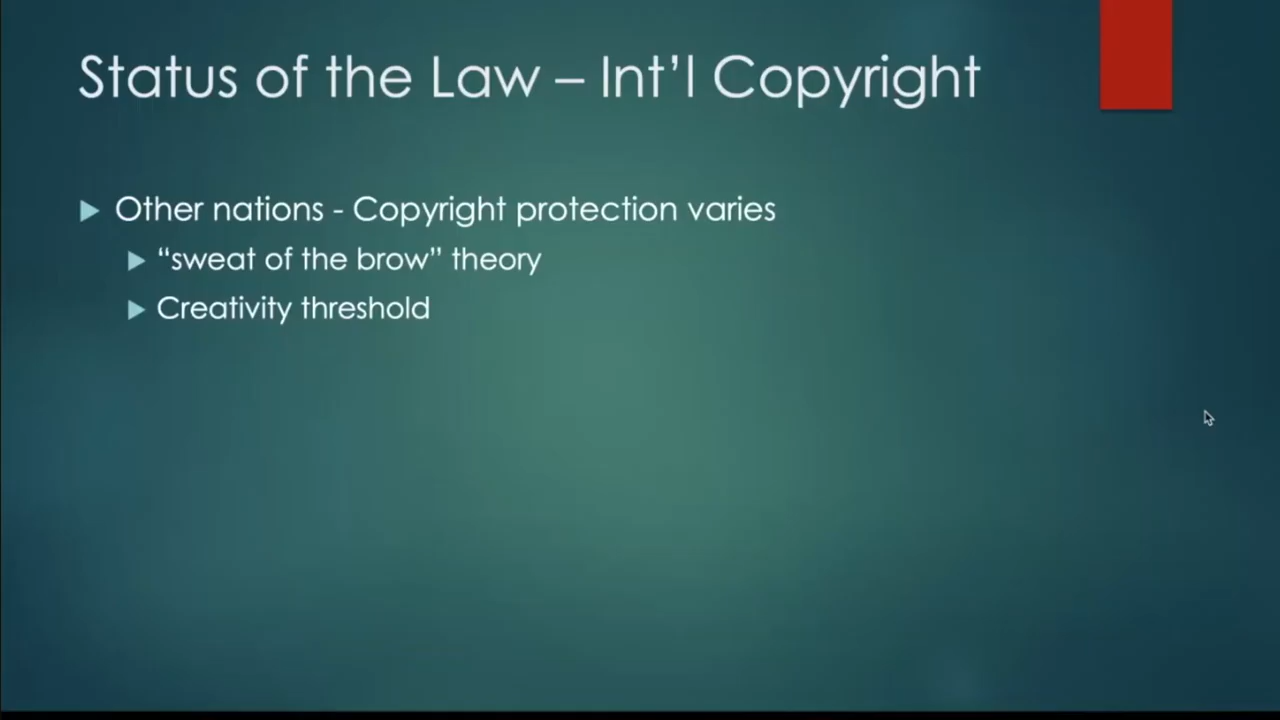 Status of the Law – Int’l Copyright
Other nations - Copyright protection varies
“sweat of the brow” theory
Creativity threshold